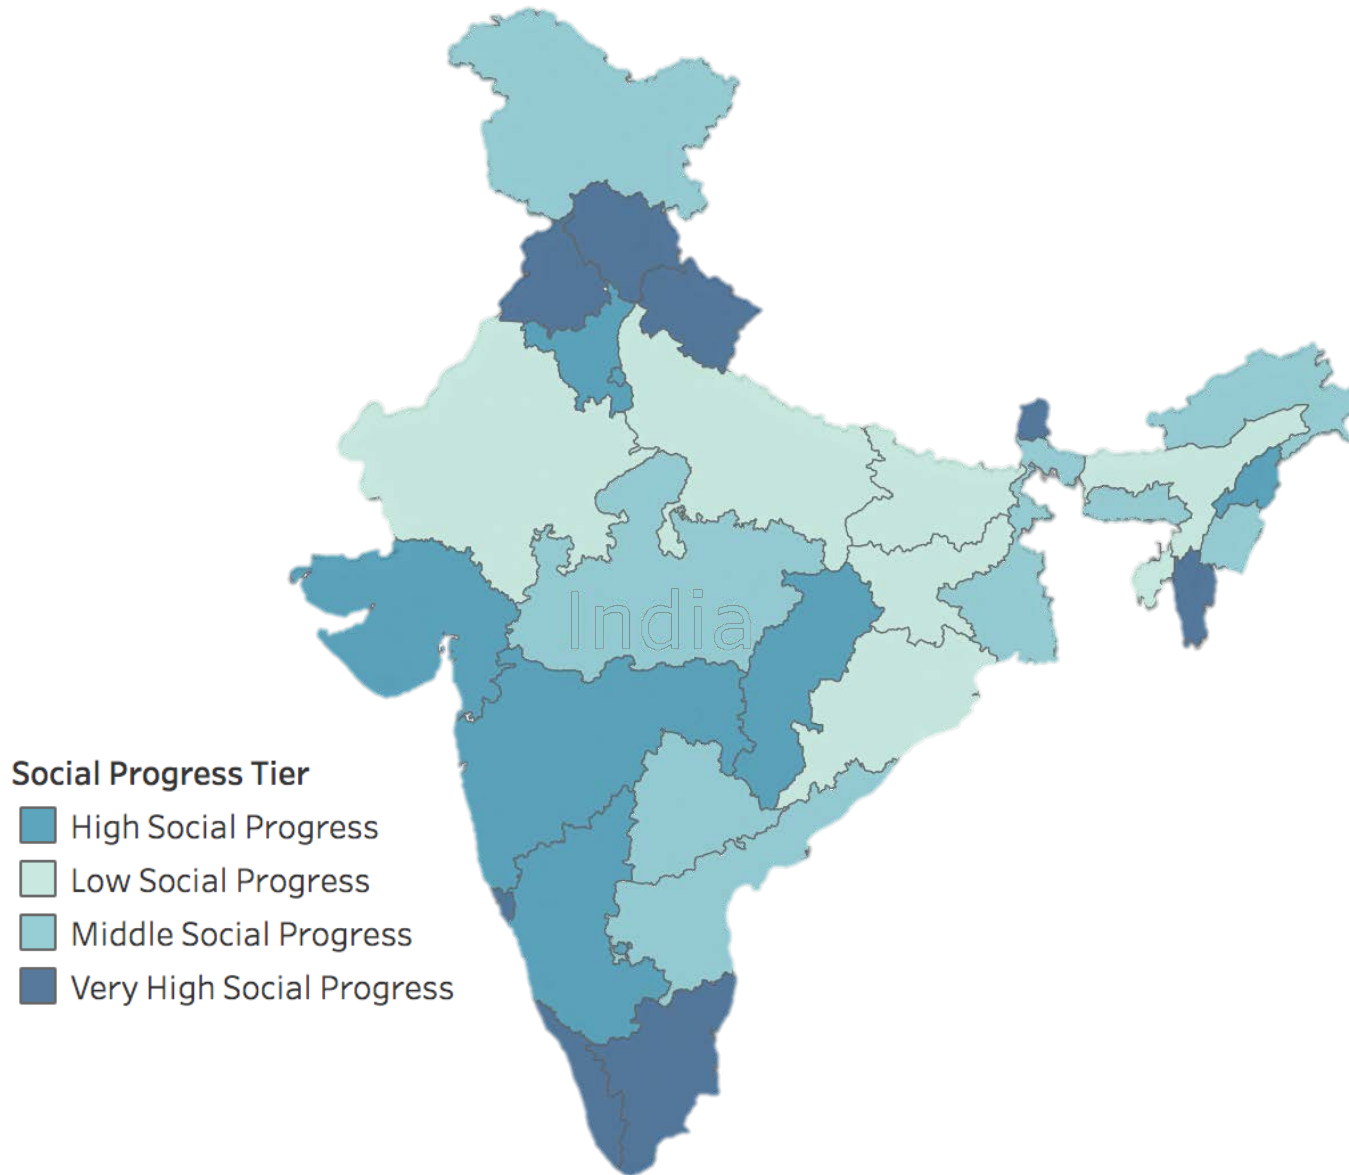 India
Social Progress Tier
High Social Progress
Low Social Progress
Middle Social Progress
Very High Social Progress